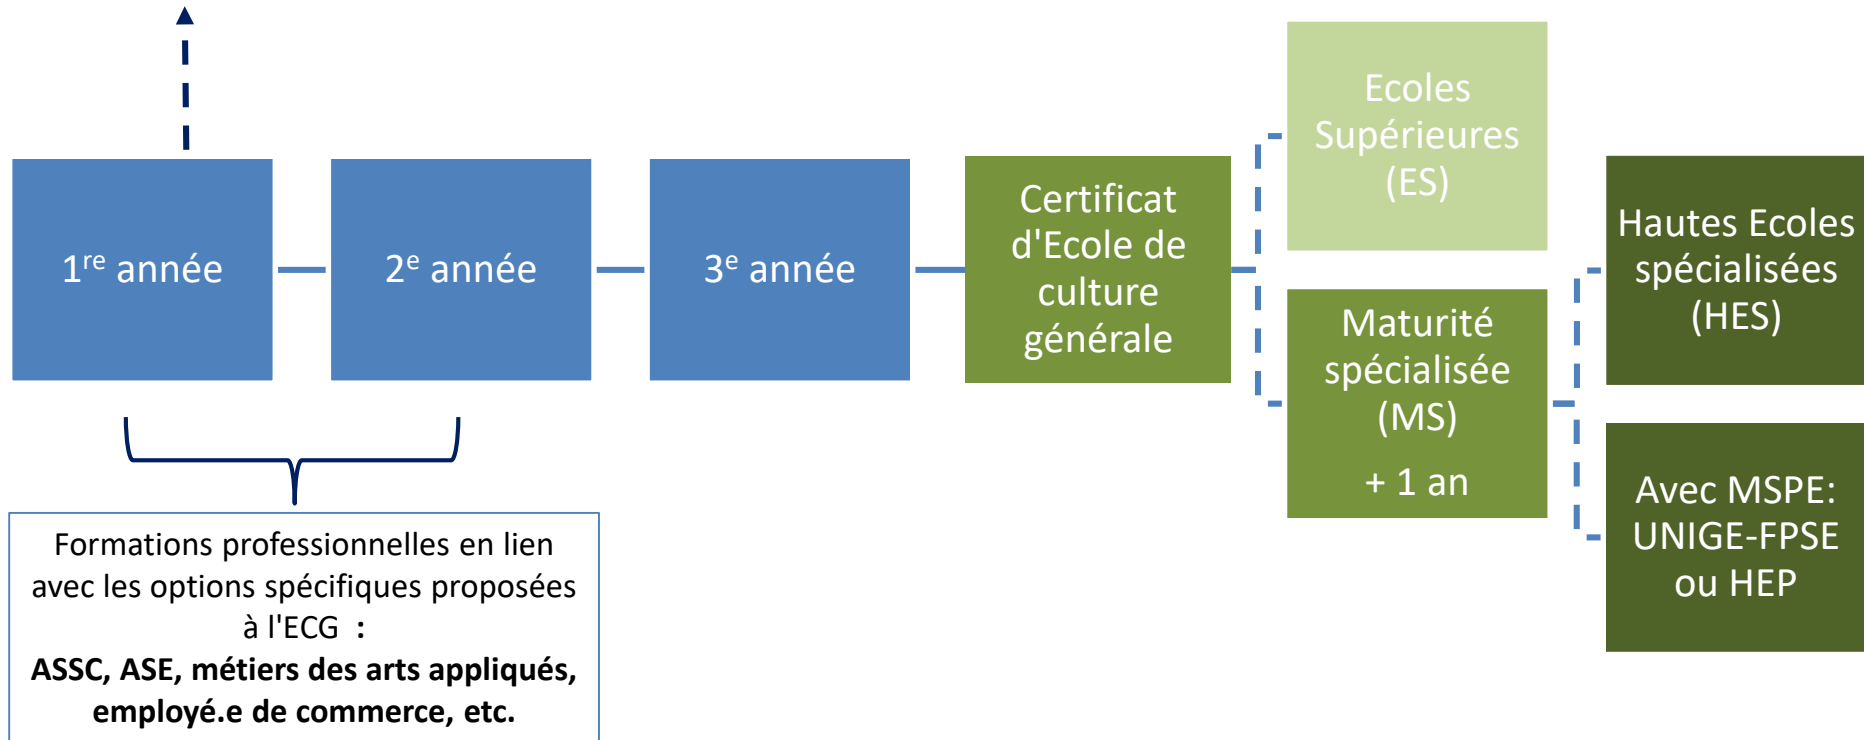 1re année
2e année
3e année
Certificat
d'Ecole de
culture
générale
Ecoles
Supérieures
(ES)
Maturité
spécialisée
(MS)
+ 1 an
Hautes Ecoles
spécialisées
(HES)
Avec MSPE:
UNIGE-FPSE
ou HEP
Formations professionnelles en lien
avec les options spécifiques proposées
à l'ECG :
ASSC, ASE, métiers des arts appliqués,
employé.e de commerce, etc.